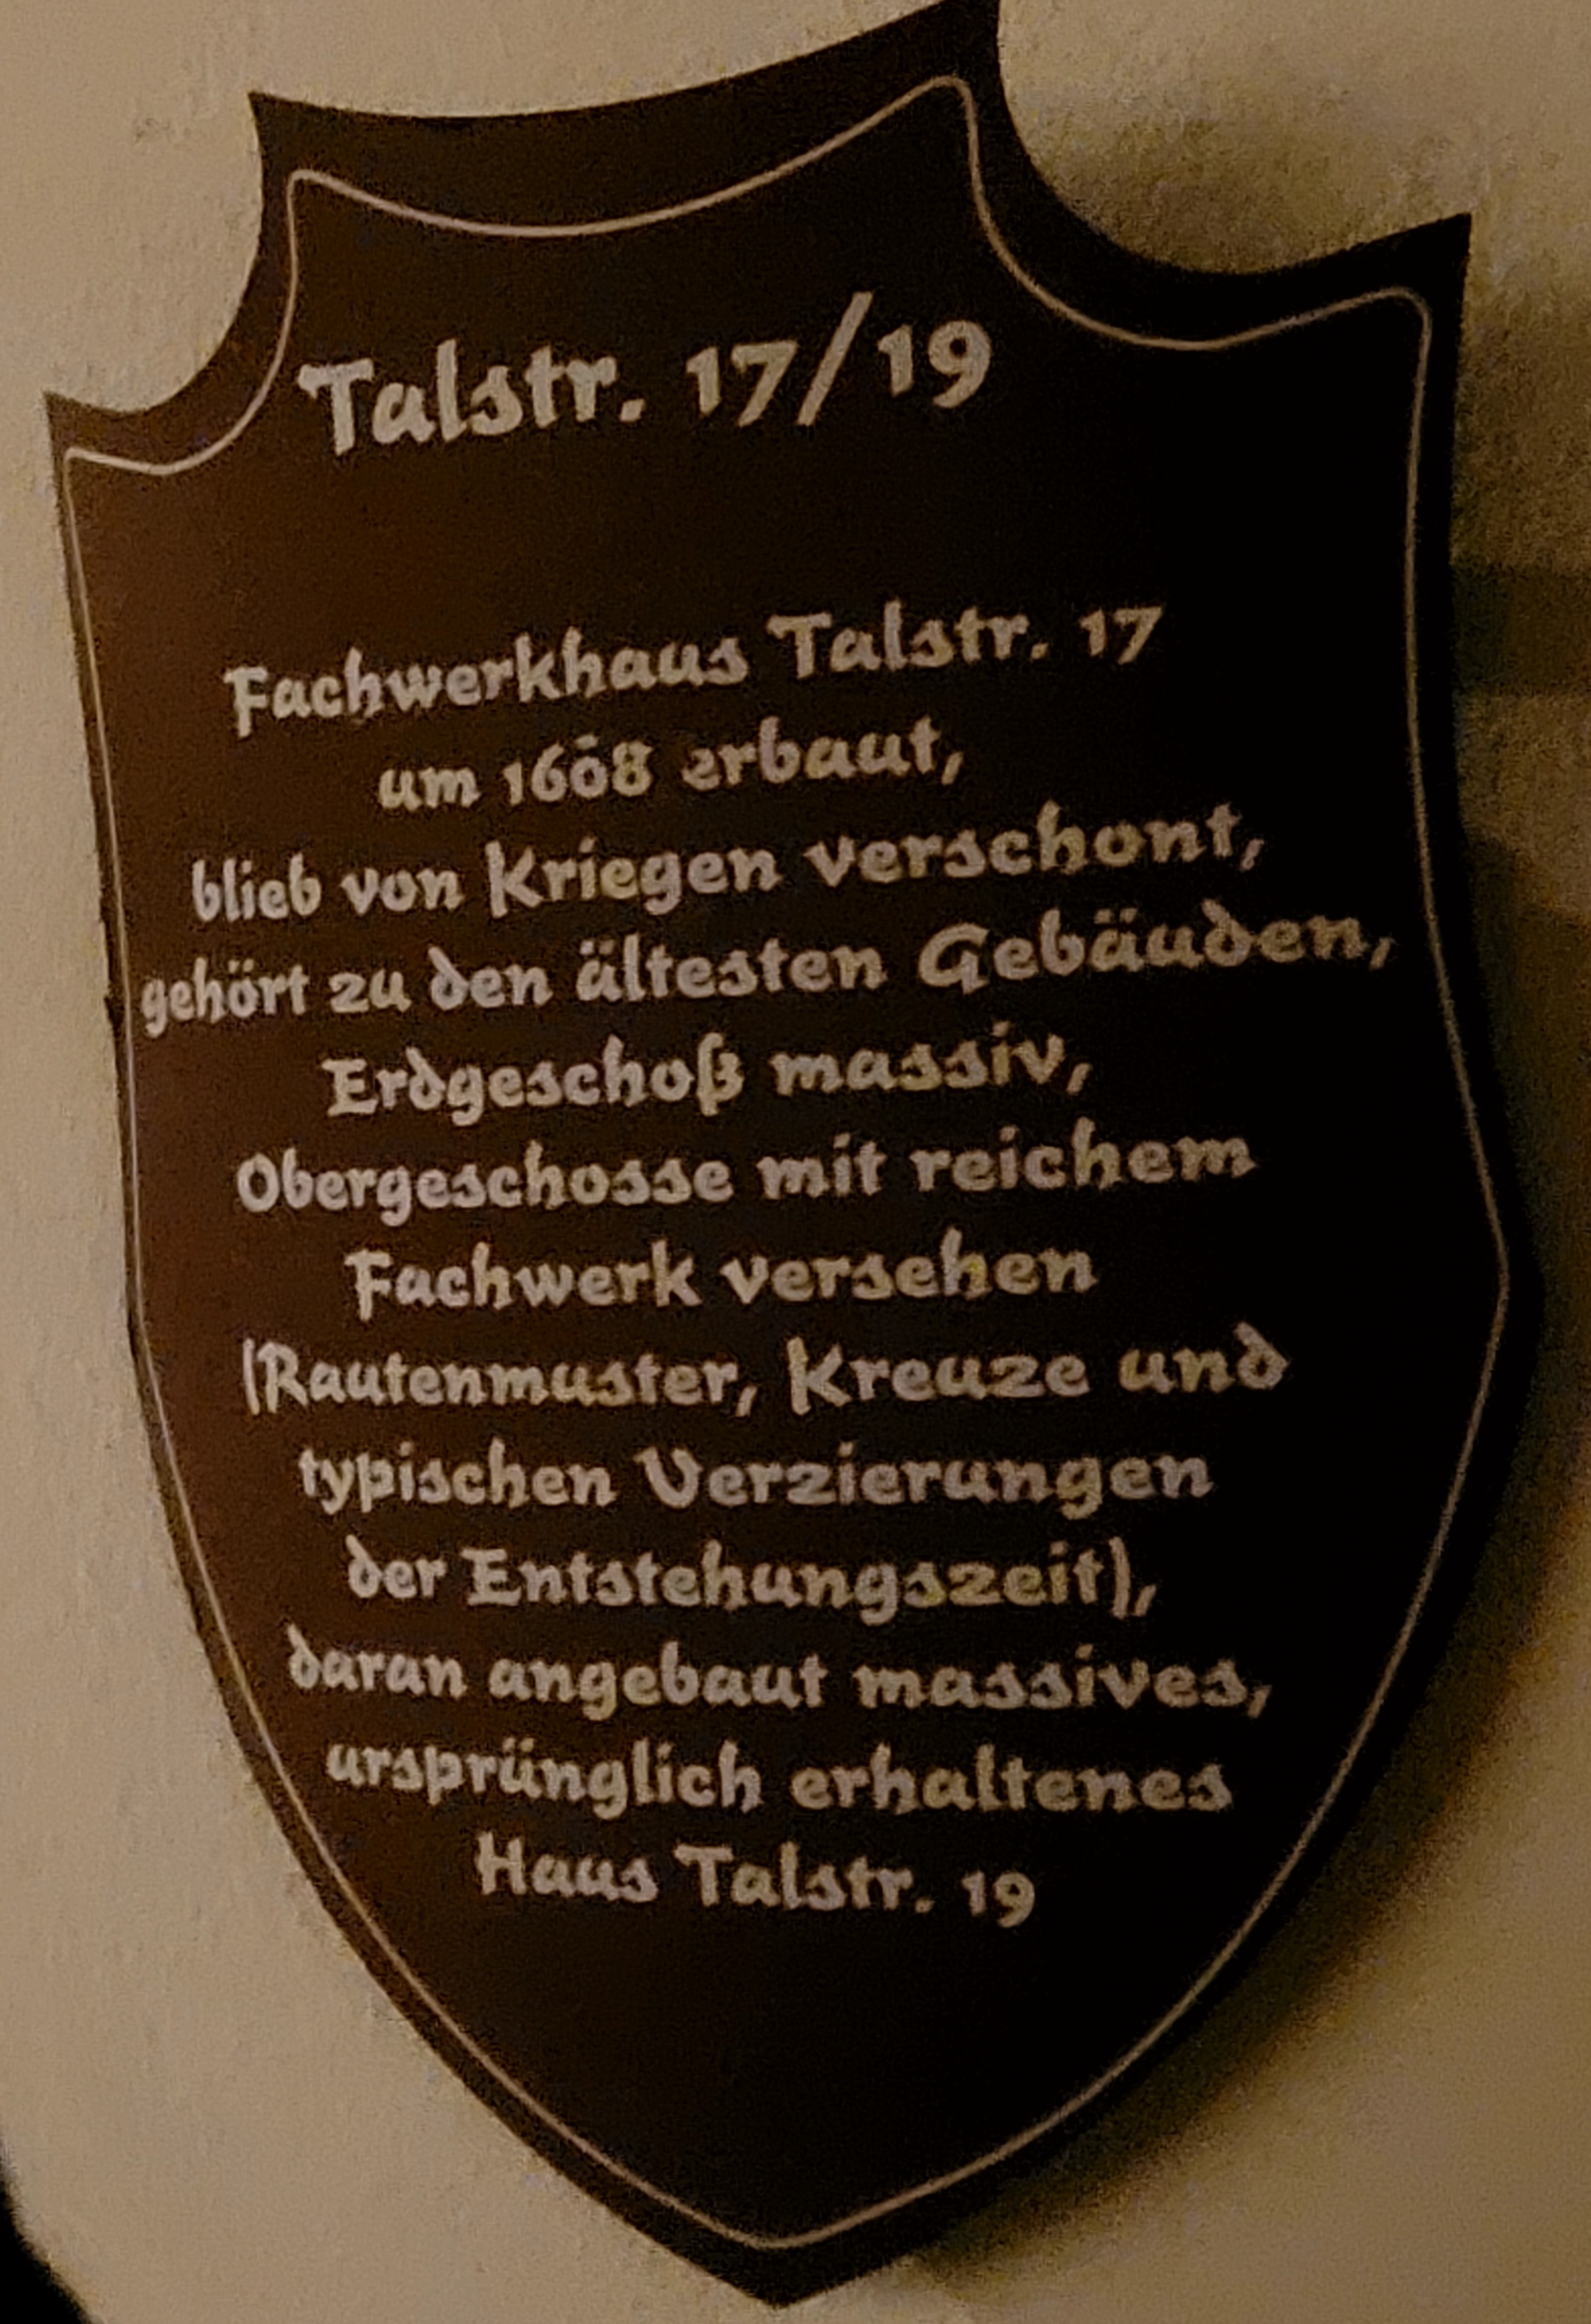 Talstr. 17/19
Fachwerkhaus Talstr. 17
um 1608 erbaut,
blieb von Kriegen verschont,
gehört zu den ältesten Gebäuden,
Erdgeschoß massiv,
Obergeschosse mit reichem
Fachwerk versehen
(Rautenmuster, Kreuze und
typischen Verzierungen
der Entstehungszeit),
daran angebaut massives,
ursprünglich erhaltenes
Haus Talstr. 19